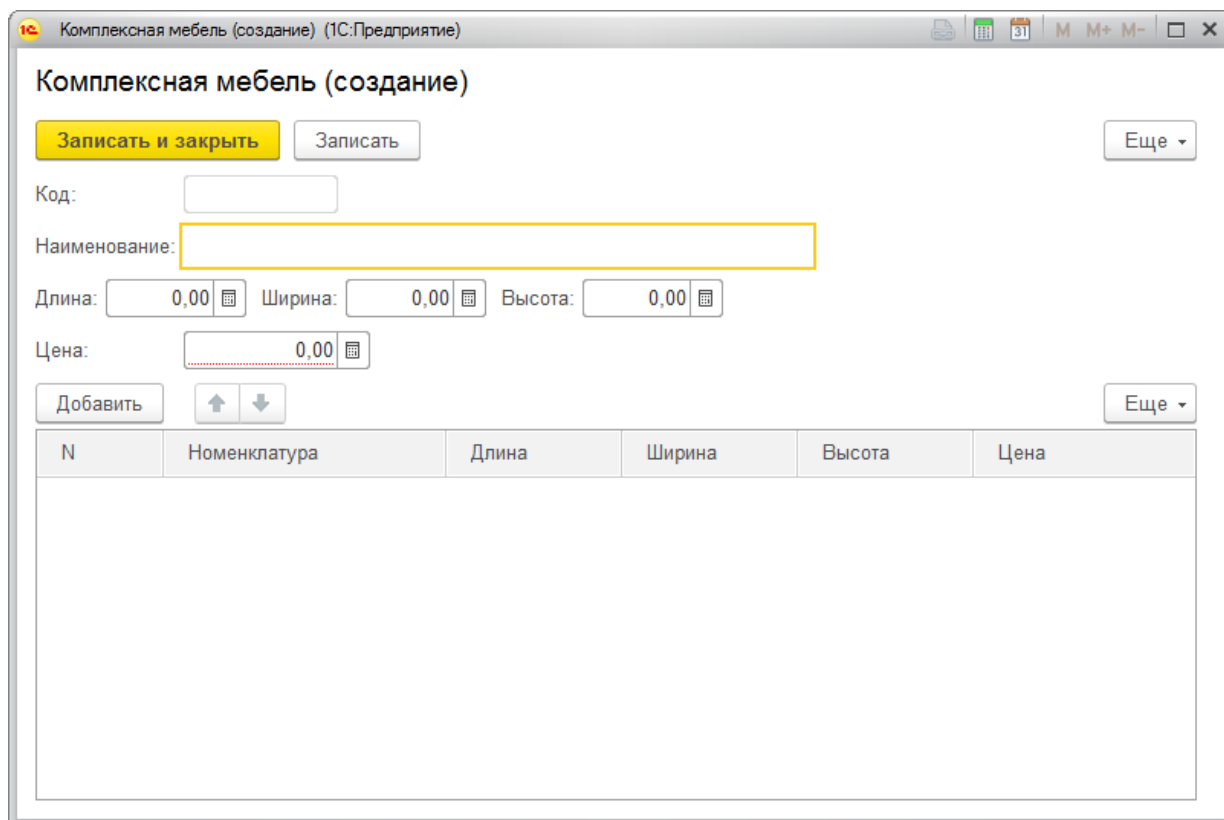 1С Комплексная мебель (создание) (1С:Предприятие) 31 M M+ M-
Комплексная мебель (создание)
Записать и закрыть Записать Еще
Код:
Наименование:
Длина: 0,00 Ширина: 0,00 Высота: 0,00
Цена: 0,00
Добавить Еще
N Номенклатура Длина Ширина Высота Цена